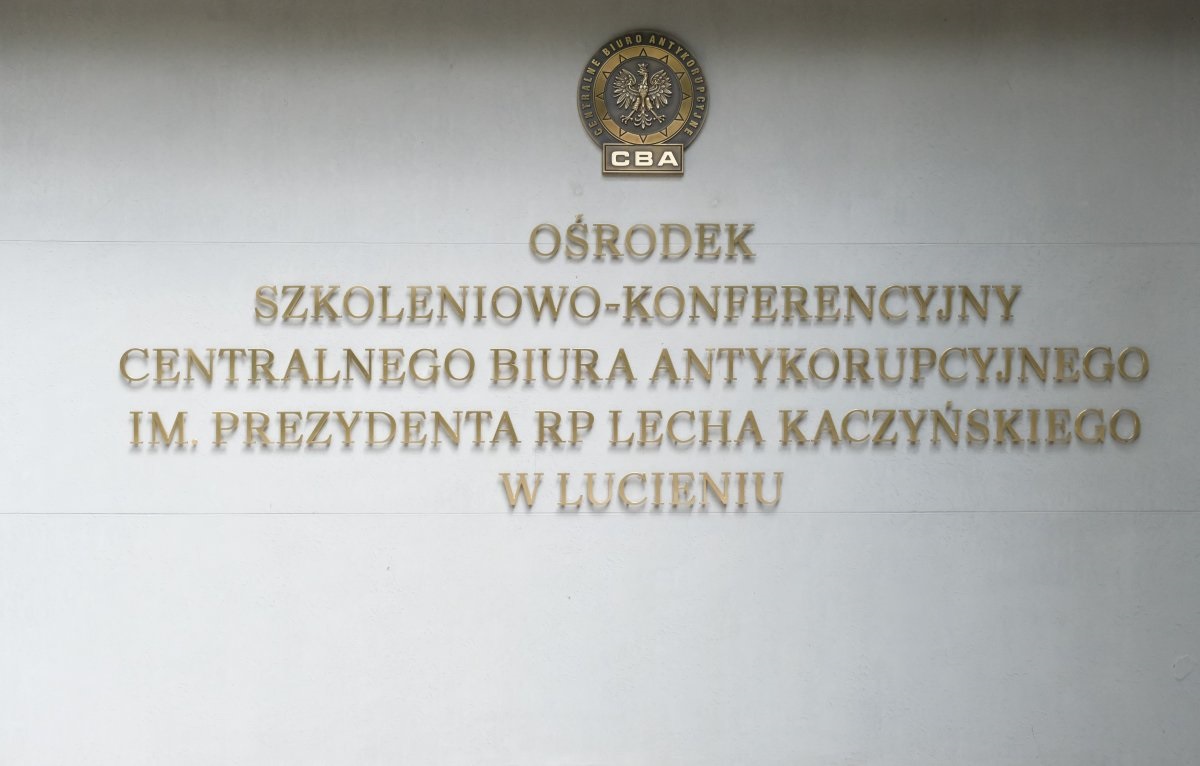 CENTRALNE BIURO ANTYKORUPCYJNE
CBA
OŚRODEK
SZKOLENIOWO-KONFERENCYJNY
CENTRALNEGO BIURA ANTYKORUPCYJNEGO
IM. PREZYDENTA RP LECHA KACZYŃSKIEGO
W LUCIENIU